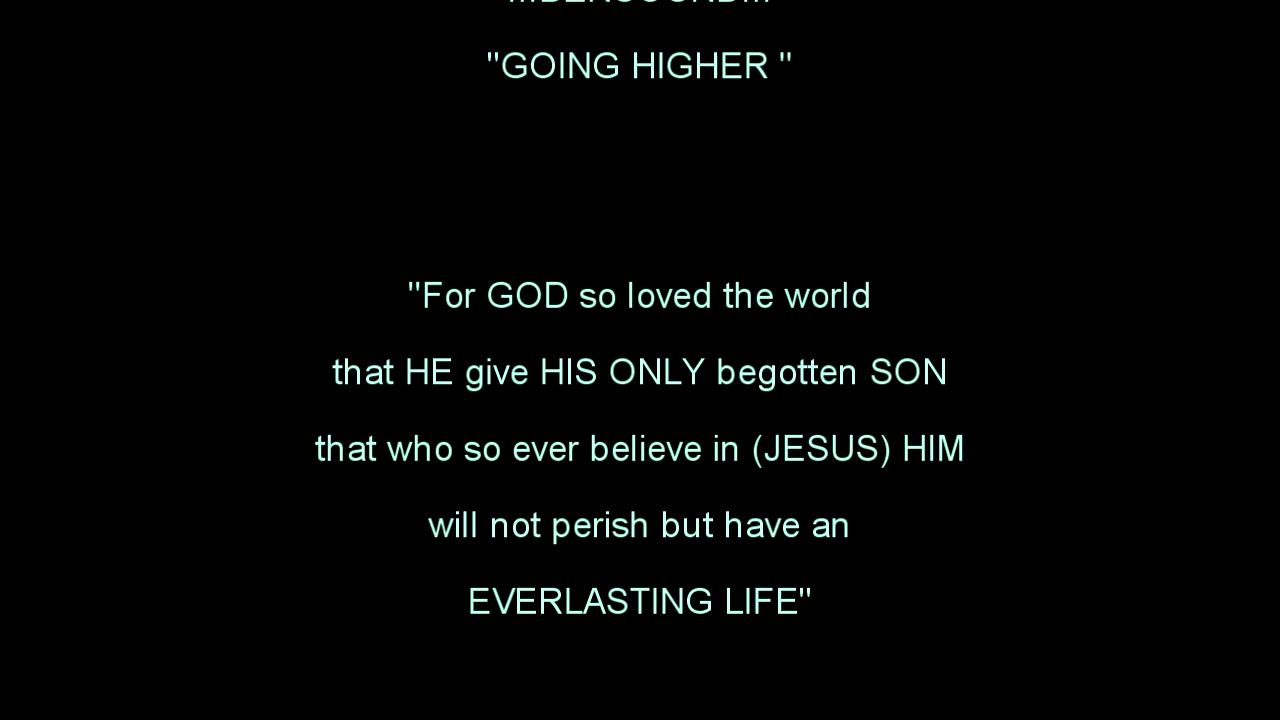 "GOING HIGHER "
"For GOD so loved the world
that HE give HIS ONLY begotten SON
that who so ever believe in (JESUS) HIM
will not perish but have an
EVERLASTING LIFE"